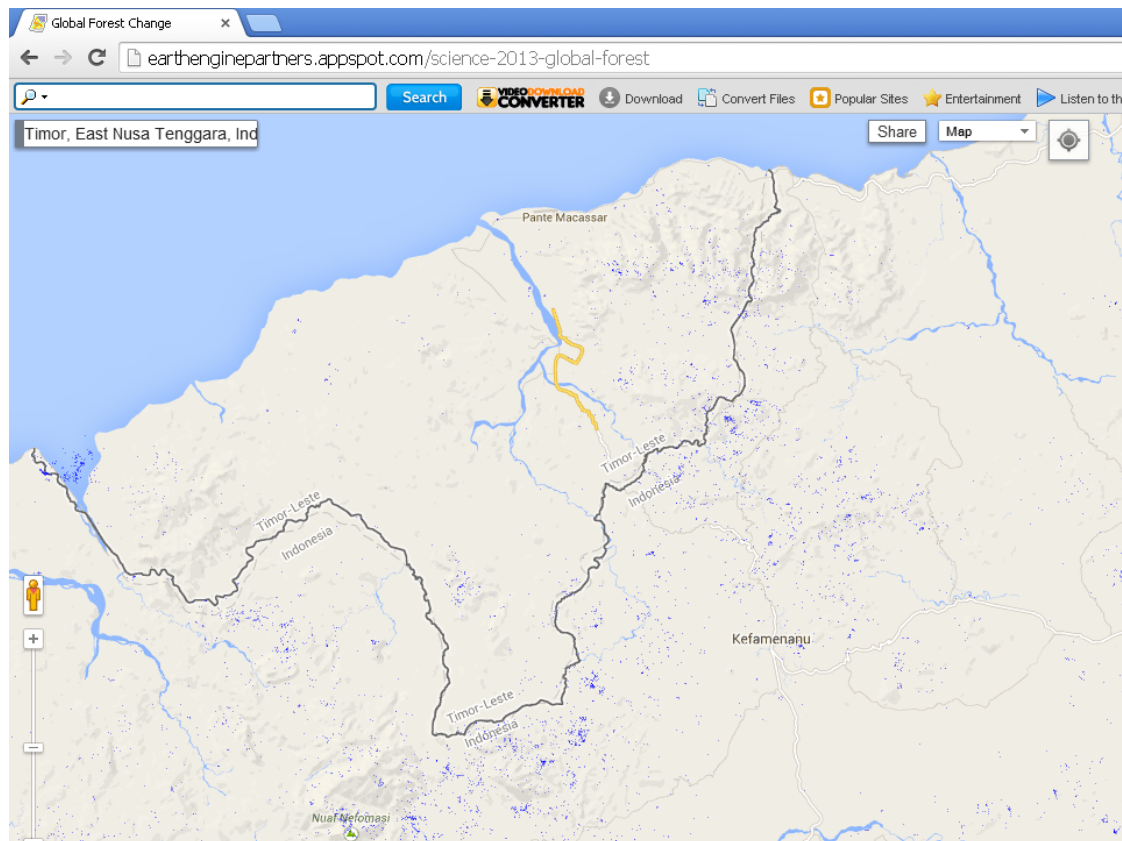 Global Forest Change ×
earthenginepartners.appspot.com/science-2013-global-forest
Search VIDEO DOWNLOAD CONVERTER Download Convert Files Popular Sites Entertainment Listen to th
Timor, East Nusa Tenggara, Ind
Share Map
Pante Macassar
Timor-Leste
Indonesia
Timor-Leste
Indonesia
Kefamenanu
Timor-Leste
Indonesia
Nuaf Nefomasi